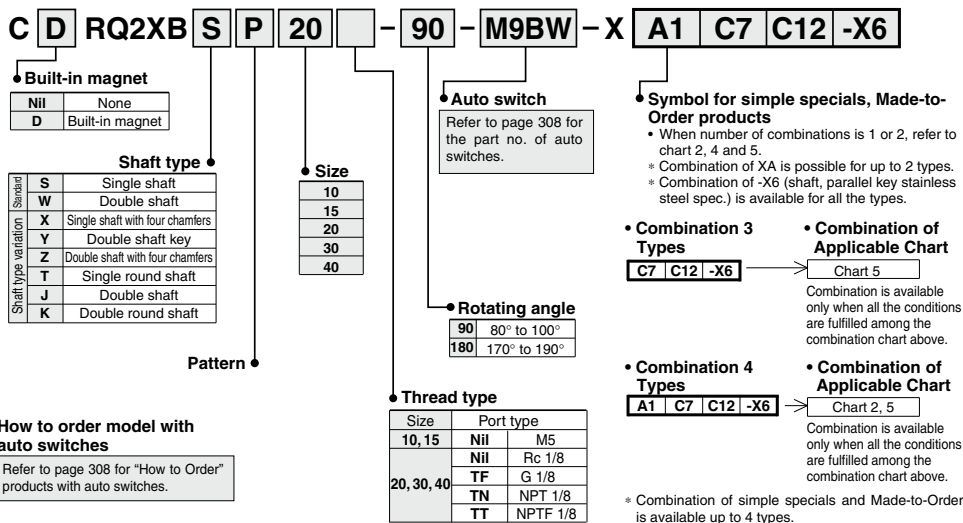 C D RQ2XB S P 20 – 90 – M9BW – X A1 C7 C12 -X6
Built-in magnet
Nil None
D Built-in magnet
Shaft type
Standard
S Single shaft
W Double shaft
Shaft type variation
X Single shaft with four chamfers
Y Double shaft key
Z Double shaft with four chamfers
T Single round shaft
J Double shaft
K Double round shaft
Pattern
How to order model with
auto switches
Refer to page 308 for “How to Order”
products with auto switches.
Size
10
15
20
30
40
Auto switch
Refer to page 308 for
the part no. of auto
switches.
Rotating angle
90 80° to 100°
180 170° to 190°
Thread type
Size Port type
10, 15 Nil M5
20, 30, 40 Nil Rc 1/8
TF G 1/8
TN NPT 1/8
TT NPTF 1/8
Symbol for simple specials, Made-to-
Order products
• When number of combinations is 1 or 2, refer to
chart 2, 4 and 5.
∗ Combination of XA is possible for up to 2 types.
∗ Combination of -X6 (shaft, parallel key stainless
steel spec.) is available for all the types.
• Combination 3
Types
C7 C12 -X6
• Combination of
Applicable Chart
Chart 5
Combination is available
only when all the conditions
are fulfilled among the
combination chart above.
• Combination 4
Types
A1 C7 C12 -X6
• Combination of
Applicable Chart
Chart 2, 5
Combination is available
only when all the conditions
are fulfilled among the
combination chart above.
∗ Combination of simple specials and Made-to-Order
is available up to 4 types.